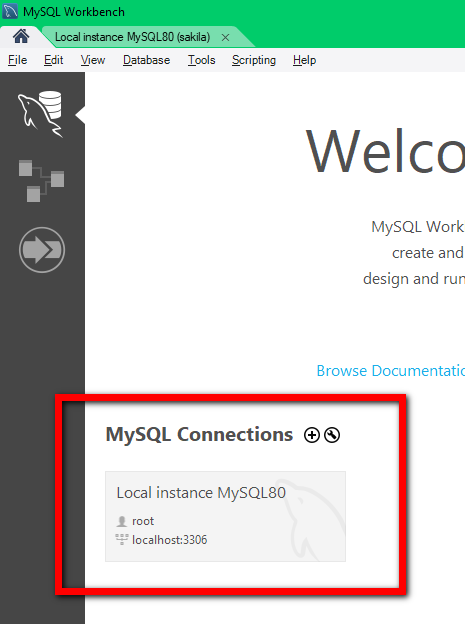 MySQL Workbench
Local instance MySQL80 (sakila)
File Edit View Database Tools Scripting Help
Welco
MySQL Work
create and
design and run
Browse Documentatio
MySQL Connections
Local instance MySQL80
root
localhost:3306